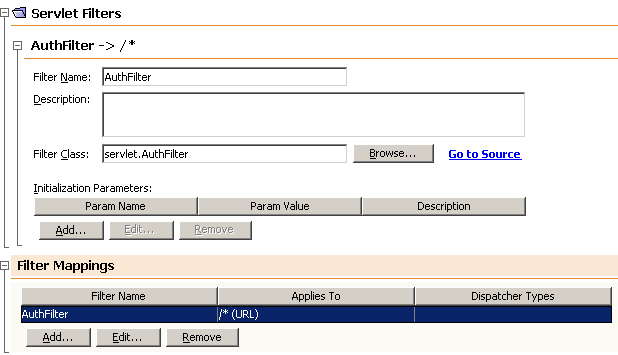 Servlet Filters
AuthFilter -> /*
Filter Name: AuthFilter
Description:
Filter Class: servlet.AuthFilter Browse... Go to Source
Initialization Parameters:
Param Name Param Value Description
Add... Edit... Remove
Filter Mappings
Filter Name Applies To Dispatcher Types
AuthFilter /* (URL)
Add... Edit... Remove